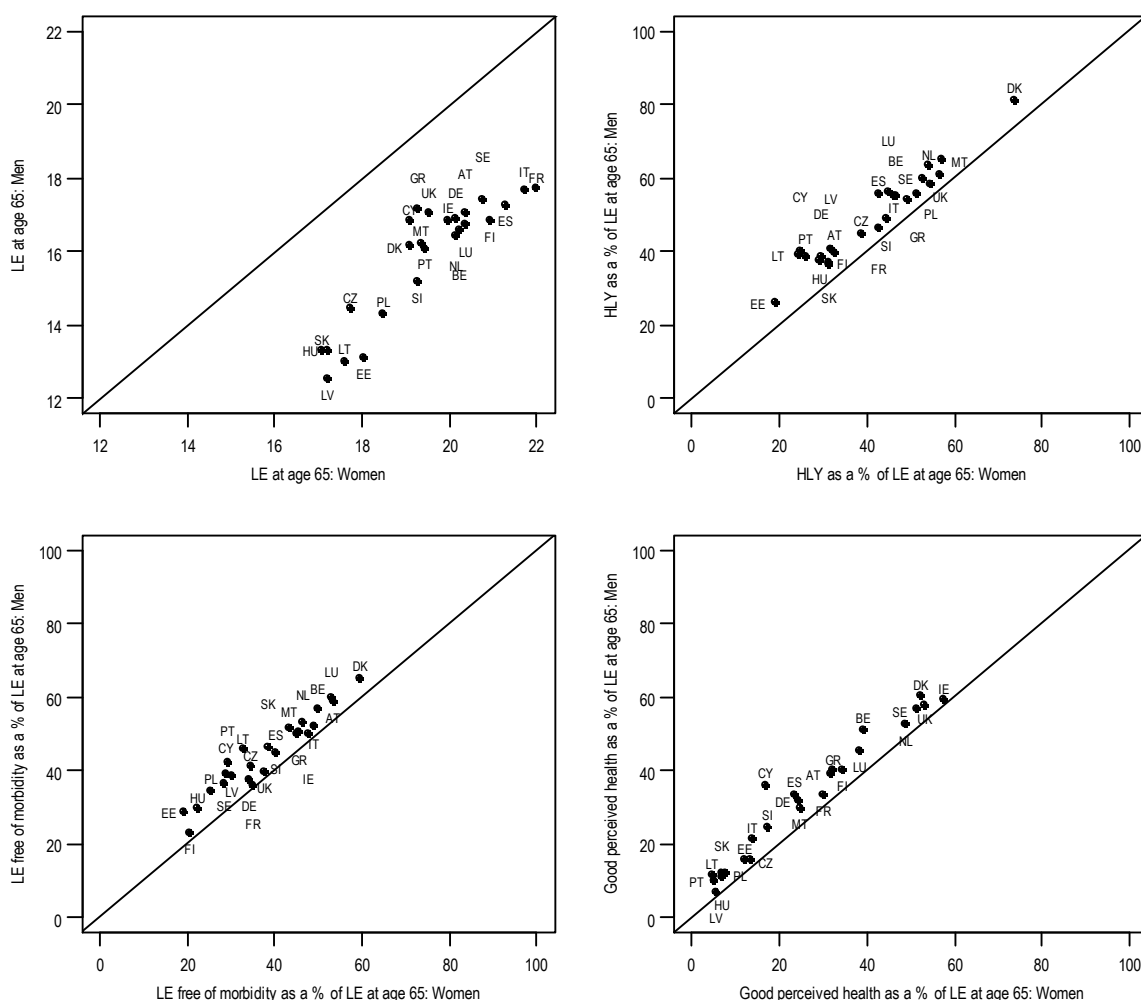 22
20
18
16
14
12
LE at age 65: Men
SE
IT FR
GR
AT
UK
DE
CY
IE
ES
MT
DK
FI
PT
LU
NL
BE
SI
CZ
PL
SK
HU
LT
EE
LV
12 14 16 18 20 22
LE at age 65: Women
100
80
60
40
20
0
HLY as a % of LE at age 65: Men
DK
LU
BE
NL
MT
ES
SE
CY
LV
UK
DE
IT
PL
CZ
PT
AT
SI
GR
LT
FI
HU
FR
EE
SK
0 20 40 60 80 100
HLY as a % of LE at age 65: Women
100
80
60
40
20
0
LE free of morbidity as a % of LE at age 65: Men
DK
LU
BE
NL
SK
MT
AT
PT
LT
ES
IT
CY
CZ
GR
SI
IE
PL
LV
UK
HU
SE
DE
EE
FR
FI
0 20 40 60 80 100
LE free of morbidity as a % of LE at age 65: Women
100
80
60
40
20
0
Good perceived health as a % of LE at age 65: Men
DK
IE
SE
BE
UK
NL
GR
LU
CY
AT
ES
FI
DE
FR
SI
MT
IT
SK
EE
LT
CZ
PT
PL
HU
LV
0 20 40 60 80 100
Good perceived health as a % of LE at age 65: Women